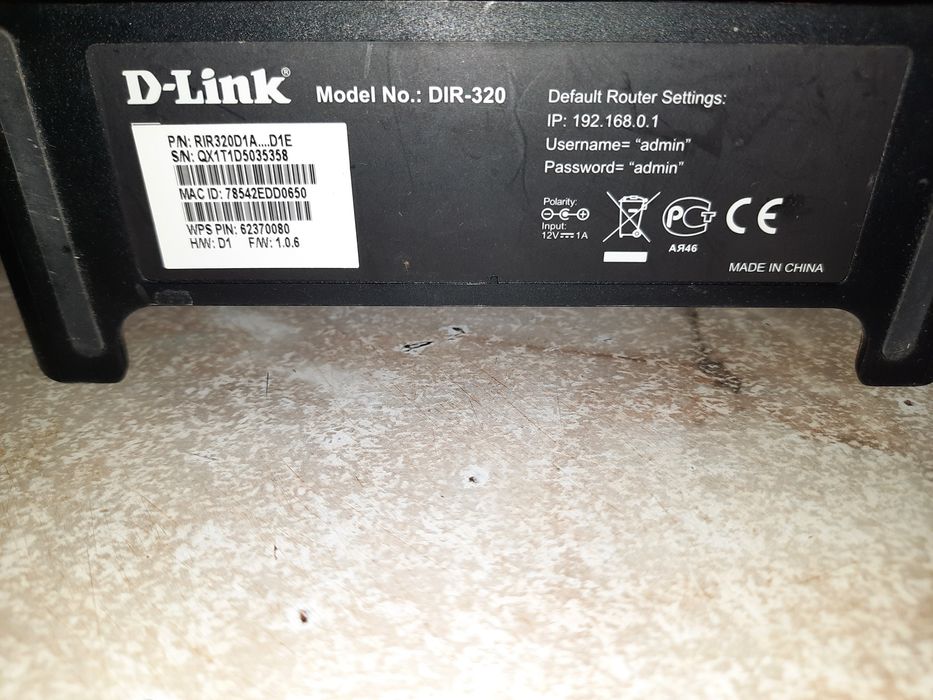 D-Link®
Model No.: DIR-320
P/N: RIR320D1A....D1E
S/N: QX1T1D5035358
MAC ID: 78542EDD0650
WPS PIN: 62370080
H/W: D1 F/W: 1.0.6
Default Router Settings:
IP: 192.168.0.1
Username= “admin”
Password= “admin”
Polarity:
Input:
12V⎓1A
РСТ
АЯ46
CE
MADE IN CHINA